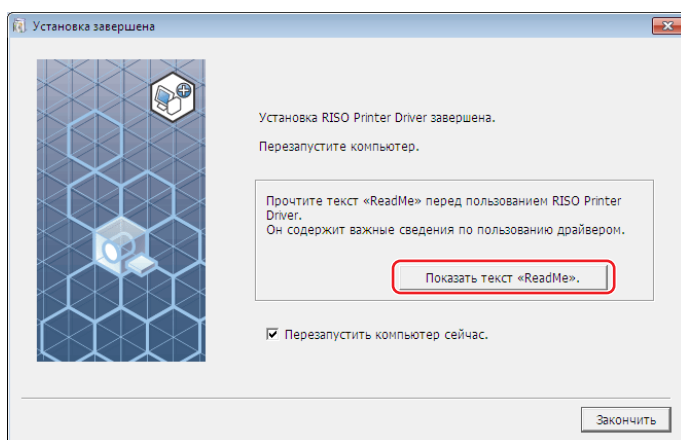 Установка завершена
Установка RISO Printer Driver завершена.
Перезапустите компьютер.
Прочтите текст «ReadMe» перед пользованием RISO Printer
Driver.
Он содержит важные сведения по пользованию драйвером.
Показать текст «ReadMe».
Перезапустить компьютер сейчас.
Закончить